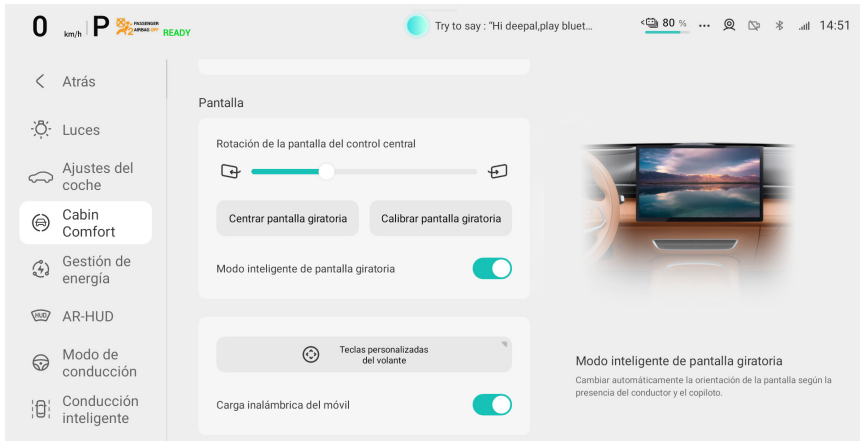 0 km/h P PASSENGER
AIRBAG OFF READY
Try to say : "Hi deepal,play bluet...
80 % ... 14:51
Atrás
Luces
Ajustes del
coche
Cabin
Comfort
Gestión de
energía
HUD AR-HUD
Modo de
conducción
Conducción
inteligente
Pantalla
Rotación de la pantalla del control central
Centrar pantalla giratoria
Calibrar pantalla giratoria
Modo inteligente de pantalla giratoria
Teclas personalizadas
del volante
Carga inalámbrica del móvil
Modo inteligente de pantalla giratoria
Cambiar automáticamente la orientación de la pantalla según la
presencia del conductor y el copiloto.